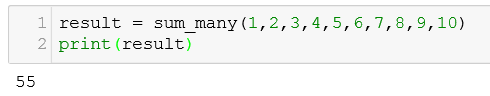 1 result = sum_many(1,2,3,4,5,6,7,8,9,10)
2 print(result)
55